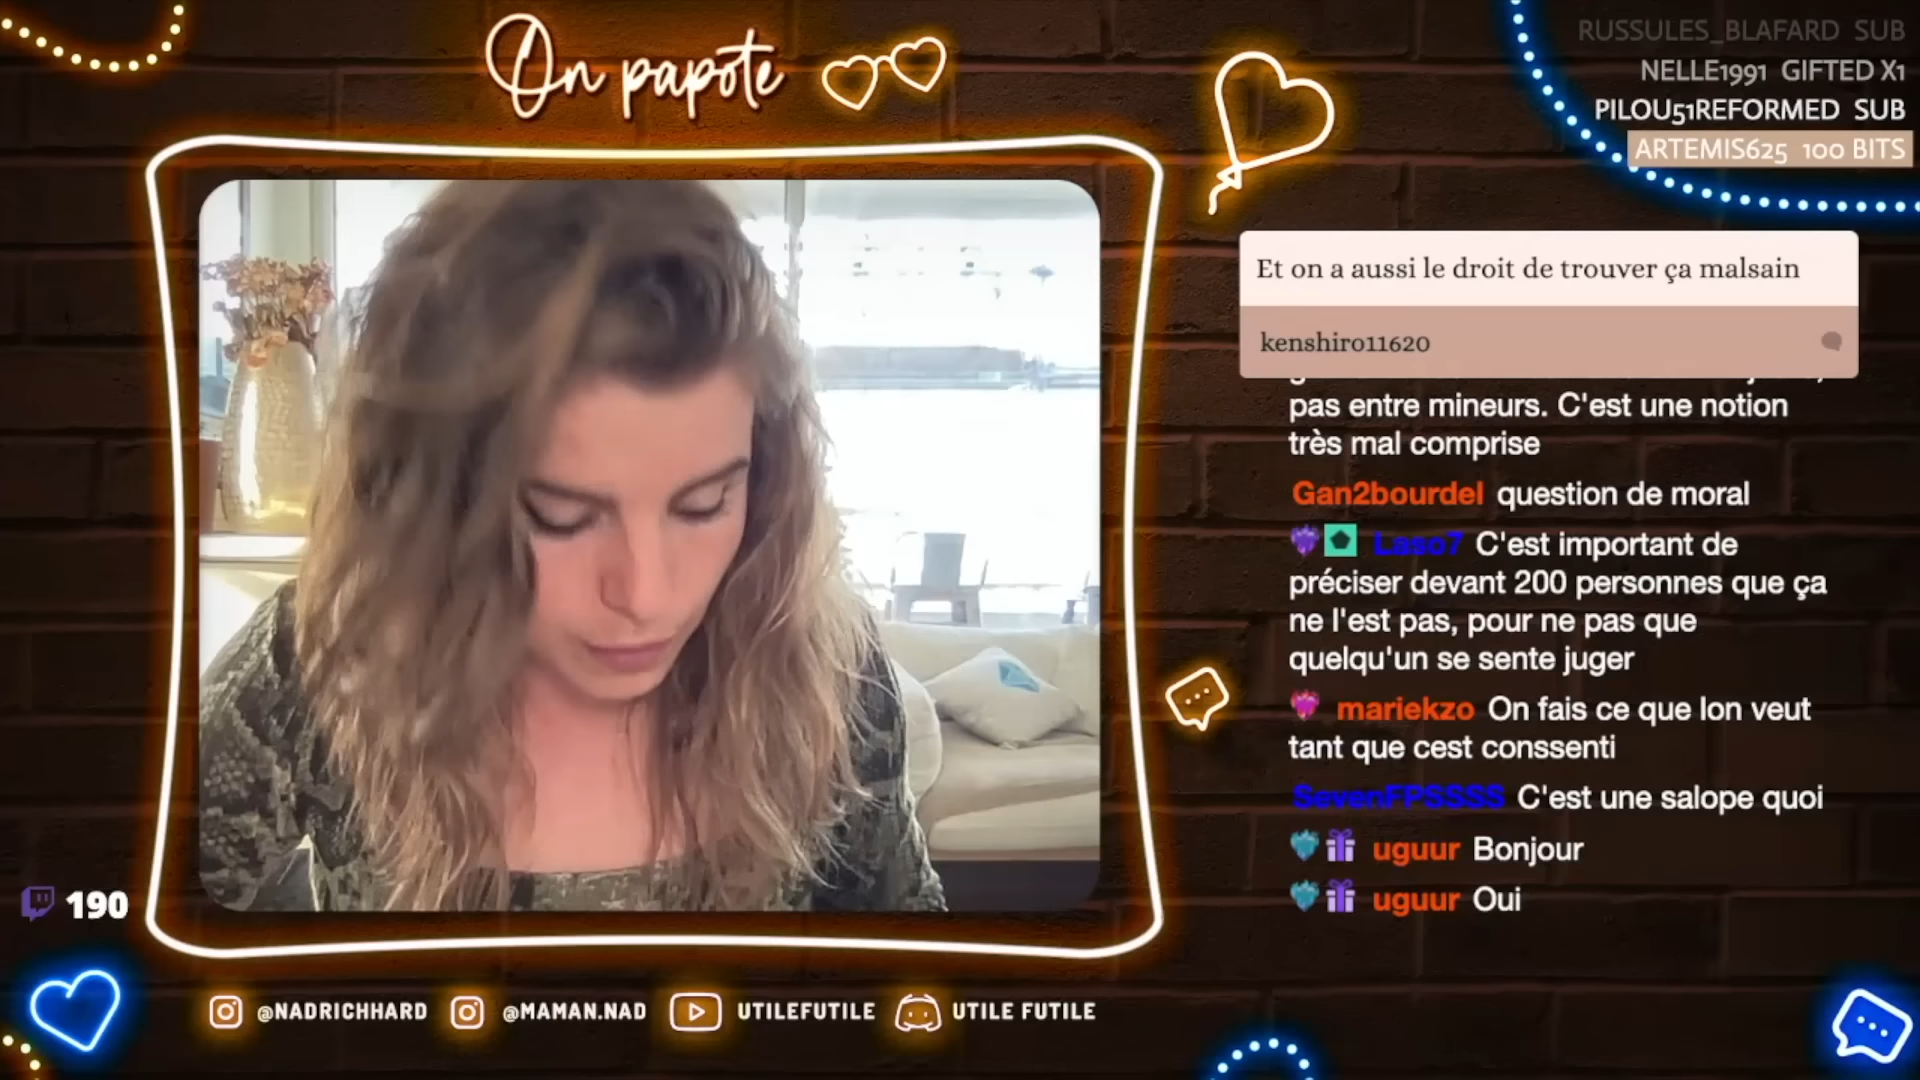 On papote
RUSSULES_BLAFARD SUB
NELLE1991 GIFTED X1
PILOU51REFORMED SUB
ARTEMIS625 100 BITS
Et on a aussi le droit de trouver ça malsain
kenshiro11620
pas entre mineurs. C'est une notion
très mal comprise
Gan2bourdel question de moral
Laso7 C'est important de
préciser devant 200 personnes que ça
ne l'est pas, pour ne pas que
quelqu'un se sente juger
mariekzo On fais ce que lon veut
tant que cest conssenti
SevenFPSSSS C'est une salope quoi
uguur Bonjour
uguur Oui
190
@NADRICHHARD @MAMAN.NAD UTILEFUTILE UTILE FUTILE